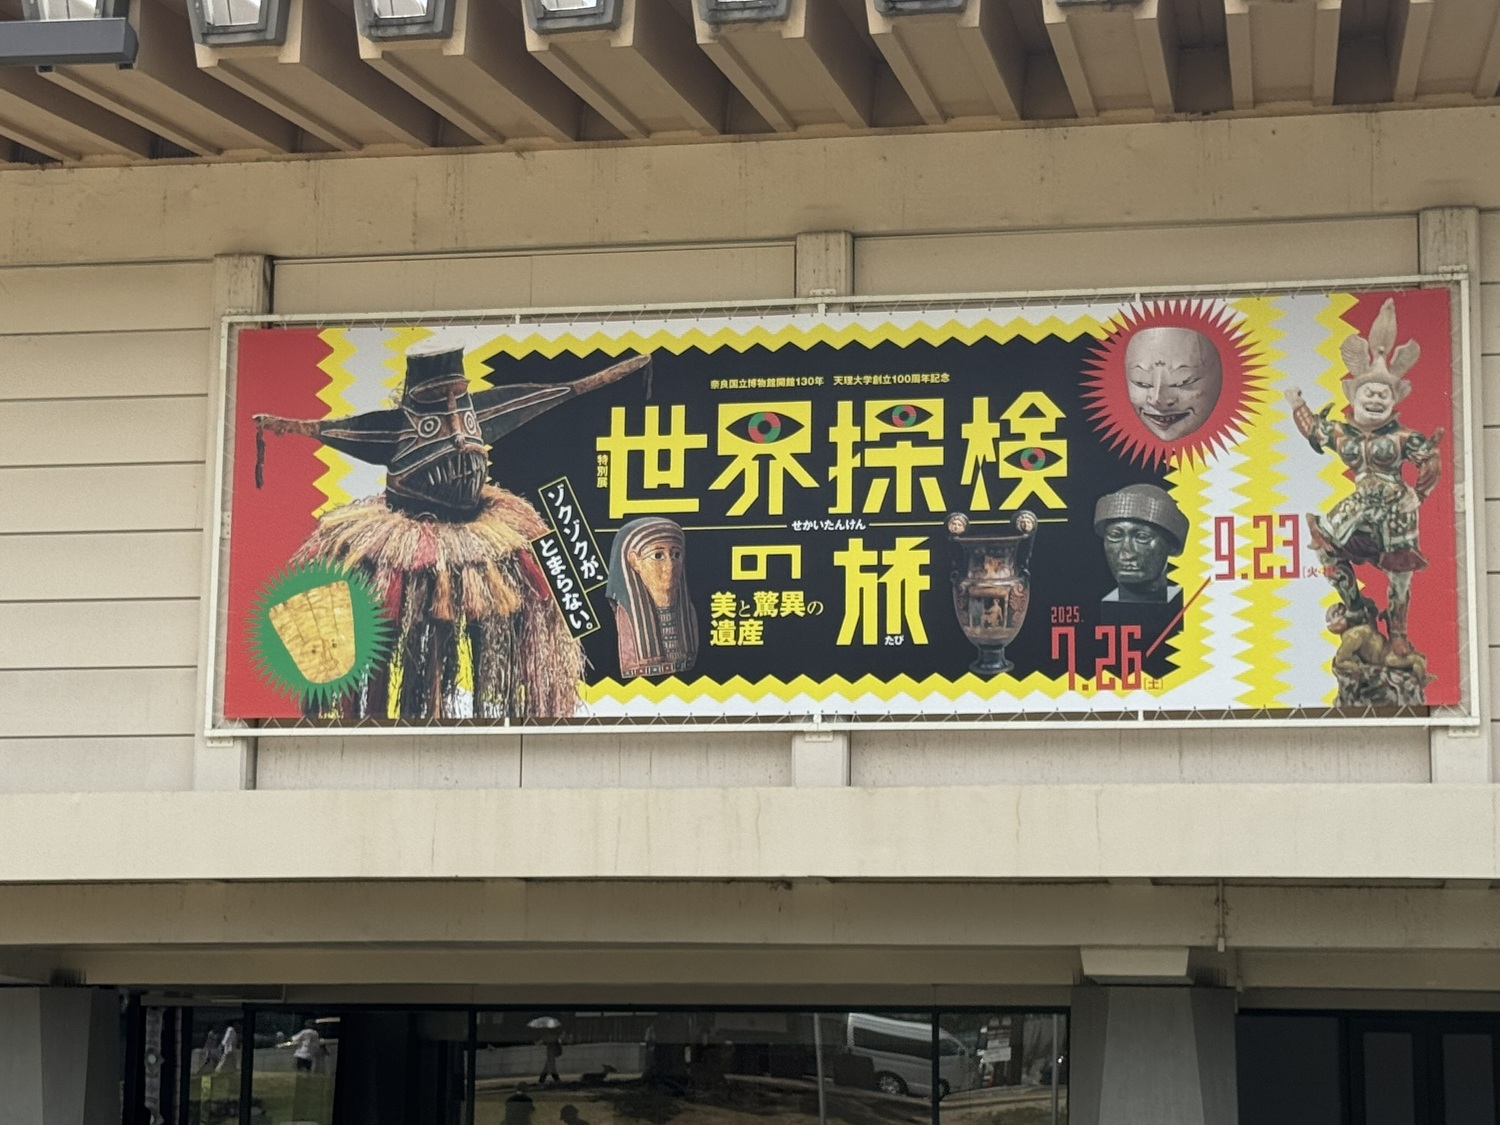 奈良国立博物館開館130年　天理大学創立100周年記念
特別展
世界探検
せかいたんけん
の旅
たび
美と驚異の
遺産
ゾクゾクが、
とまらない。
2025.
7.26[土]
9.23[火・祝]